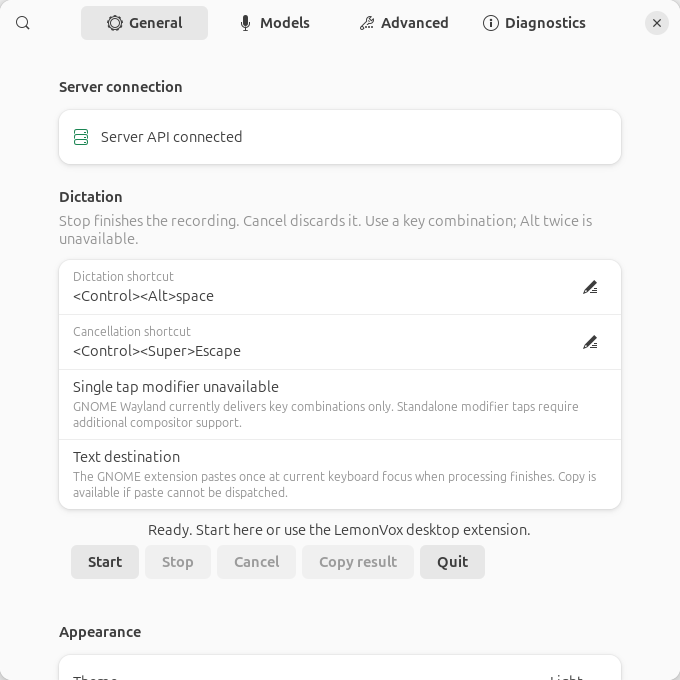 General
Models
Advanced
Diagnostics
Server connection
Server API connected
Dictation
Stop finishes the recording. Cancel discards it. Use a key combination; Alt twice is
unavailable.
Dictation shortcut
<Control><Alt>space
Cancellation shortcut
<Control><Super>Escape
Single tap modifier unavailable
GNOME Wayland currently delivers key combinations only. Standalone modifier taps require
additional compositor support.
Text destination
The GNOME extension pastes once at current keyboard focus when processing finishes. Copy is
available if paste cannot be dispatched.
Ready. Start here or use the LemonVox desktop extension.
Start
Stop
Cancel
Copy result
Quit
Appearance
Theme
Light